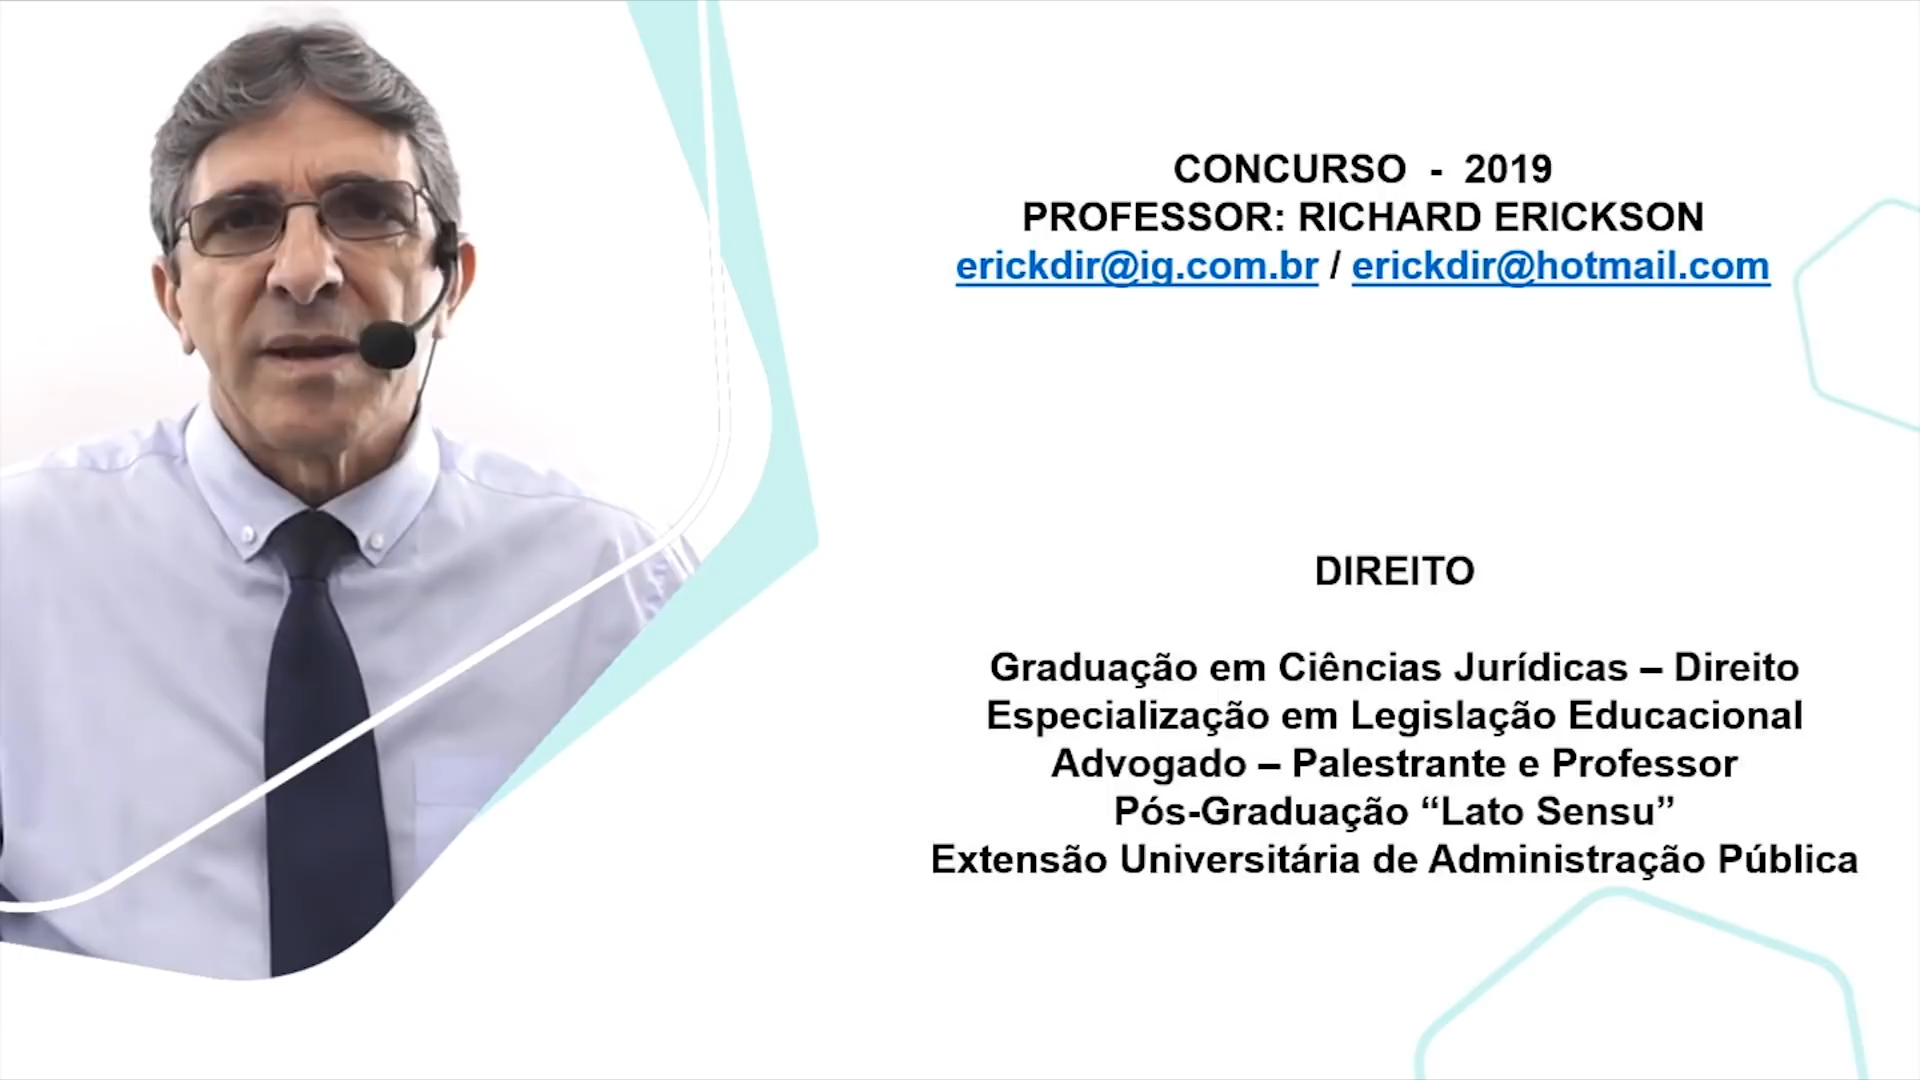 CONCURSO - 2019
PROFESSOR: RICHARD ERICKSON
erickdir@ig.com.br / erickdir@hotmail.com
DIREITO
Graduação em Ciências Jurídicas – Direito
Especialização em Legislação Educacional
Advogado – Palestrante e Professor
Pós-Graduação “Lato Sensu”
Extensão Universitária de Administração Pública